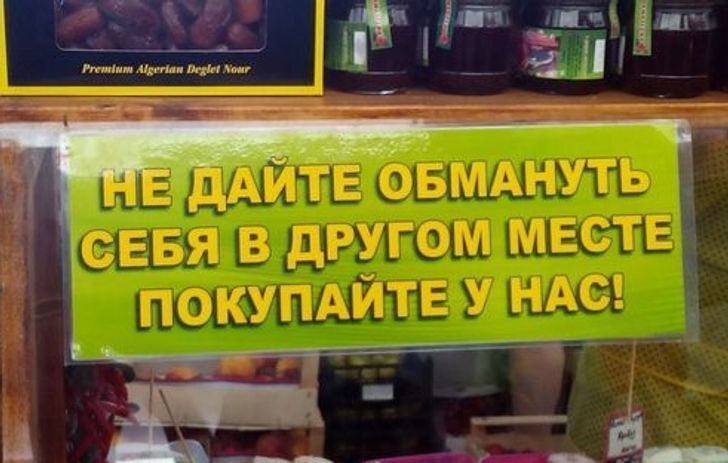 Premium Algerian Deglet Nour
НЕ ДАЙТЕ ОБМАНУТЬ
СЕБЯ В ДРУГОМ МЕСТЕ
ПОКУПАЙТЕ У НАС!